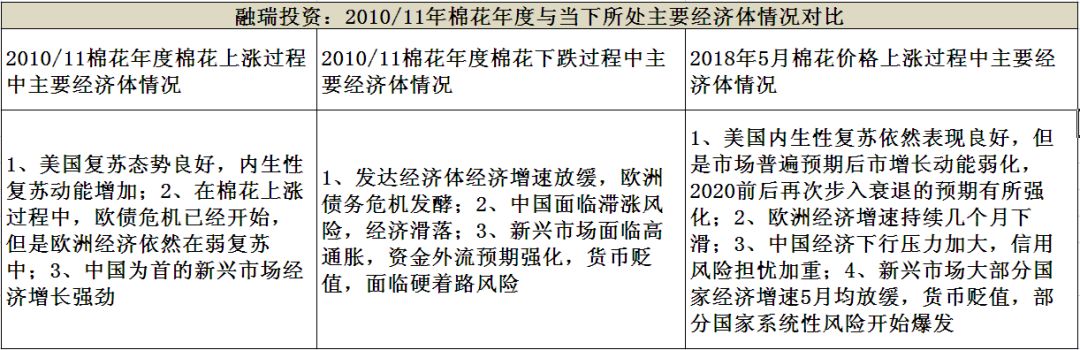 融瑞投资：2010/11年棉花年度与当下所处主要经济体情况对比
2010/11棉花年度棉花上涨过程
中主要经济体情况
2010/11棉花年度棉花下跌过程中主
要经济体情况
2018年5月棉花价格上涨过程中主要经
济体情况
1、美国复苏态势良好，内生性
复苏动能增加；2、在棉花上涨
过程中，欧债危机已经开始，
但是欧洲经济依然在弱复苏
中；3、中国为首的新兴市场经
济增长强劲
1、发达经济体经济增速放缓，欧洲
债务危机发酵；2、中国面临滞涨风
险，经济滑落；3、新兴市场面临高
通胀，资金外流预期强化，货币贬
值，面临硬着路风险
1、美国内生性复苏依然表现良好，但
是市场普遍预期后市增长动能弱化，
2020前后再次步入衰退的预期有所强
化；2、欧洲经济增速持续几个月下
滑；3、中国经济下行压力加大，信用
风险担忧加重；4、新兴市场大部分国
家经济增速5月均放缓，货币贬值，部
分国家系统性风险开始爆发